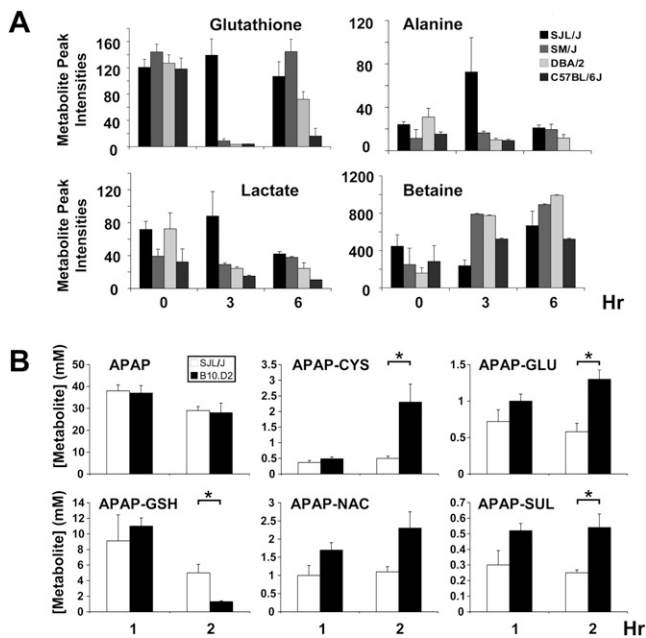 A
Glutathione
Alanine
SJL/J
SM/J
DBA/2
C57BL/6J
Metabolite Peak
Intensities
160
120
80
40
0
120
80
40
0
Lactate
Betaine
Metabolite Peak
Intensities
160
120
80
40
0
1200
800
400
0
0 3 6
0 3 6
Hr
B
APAP
SJL/J
B10.D2
APAP-CYS
*
APAP-GLU
*
[Metabolite] (mM)
50
40
30
20
10
0
3
2.5
2
1.5
1
0.5
0
1.5
1
0.5
0
APAP-GSH
*
APAP-NAC
APAP-SUL
*
[Metabolite] (mM)
14
12
10
8
6
4
2
0
3
2.5
2
1.5
1
0.5
0
0.7
0.6
0.5
0.4
0.3
0.2
0.1
0
1 2
1 2
1 2
Hr